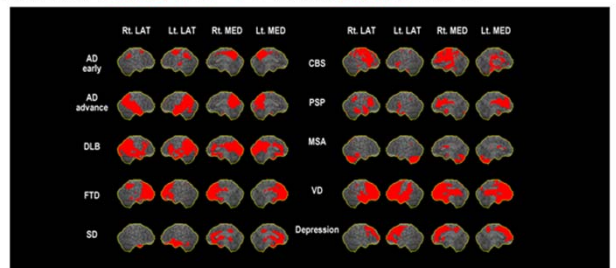 Rt. LAT Lt. LAT Rt. MED Lt. MED
AD
early
AD
advance
DLB
FTD
SD
Rt. LAT Lt. LAT Rt. MED Lt. MED
CBS
PSP
MSA
VD
Depression